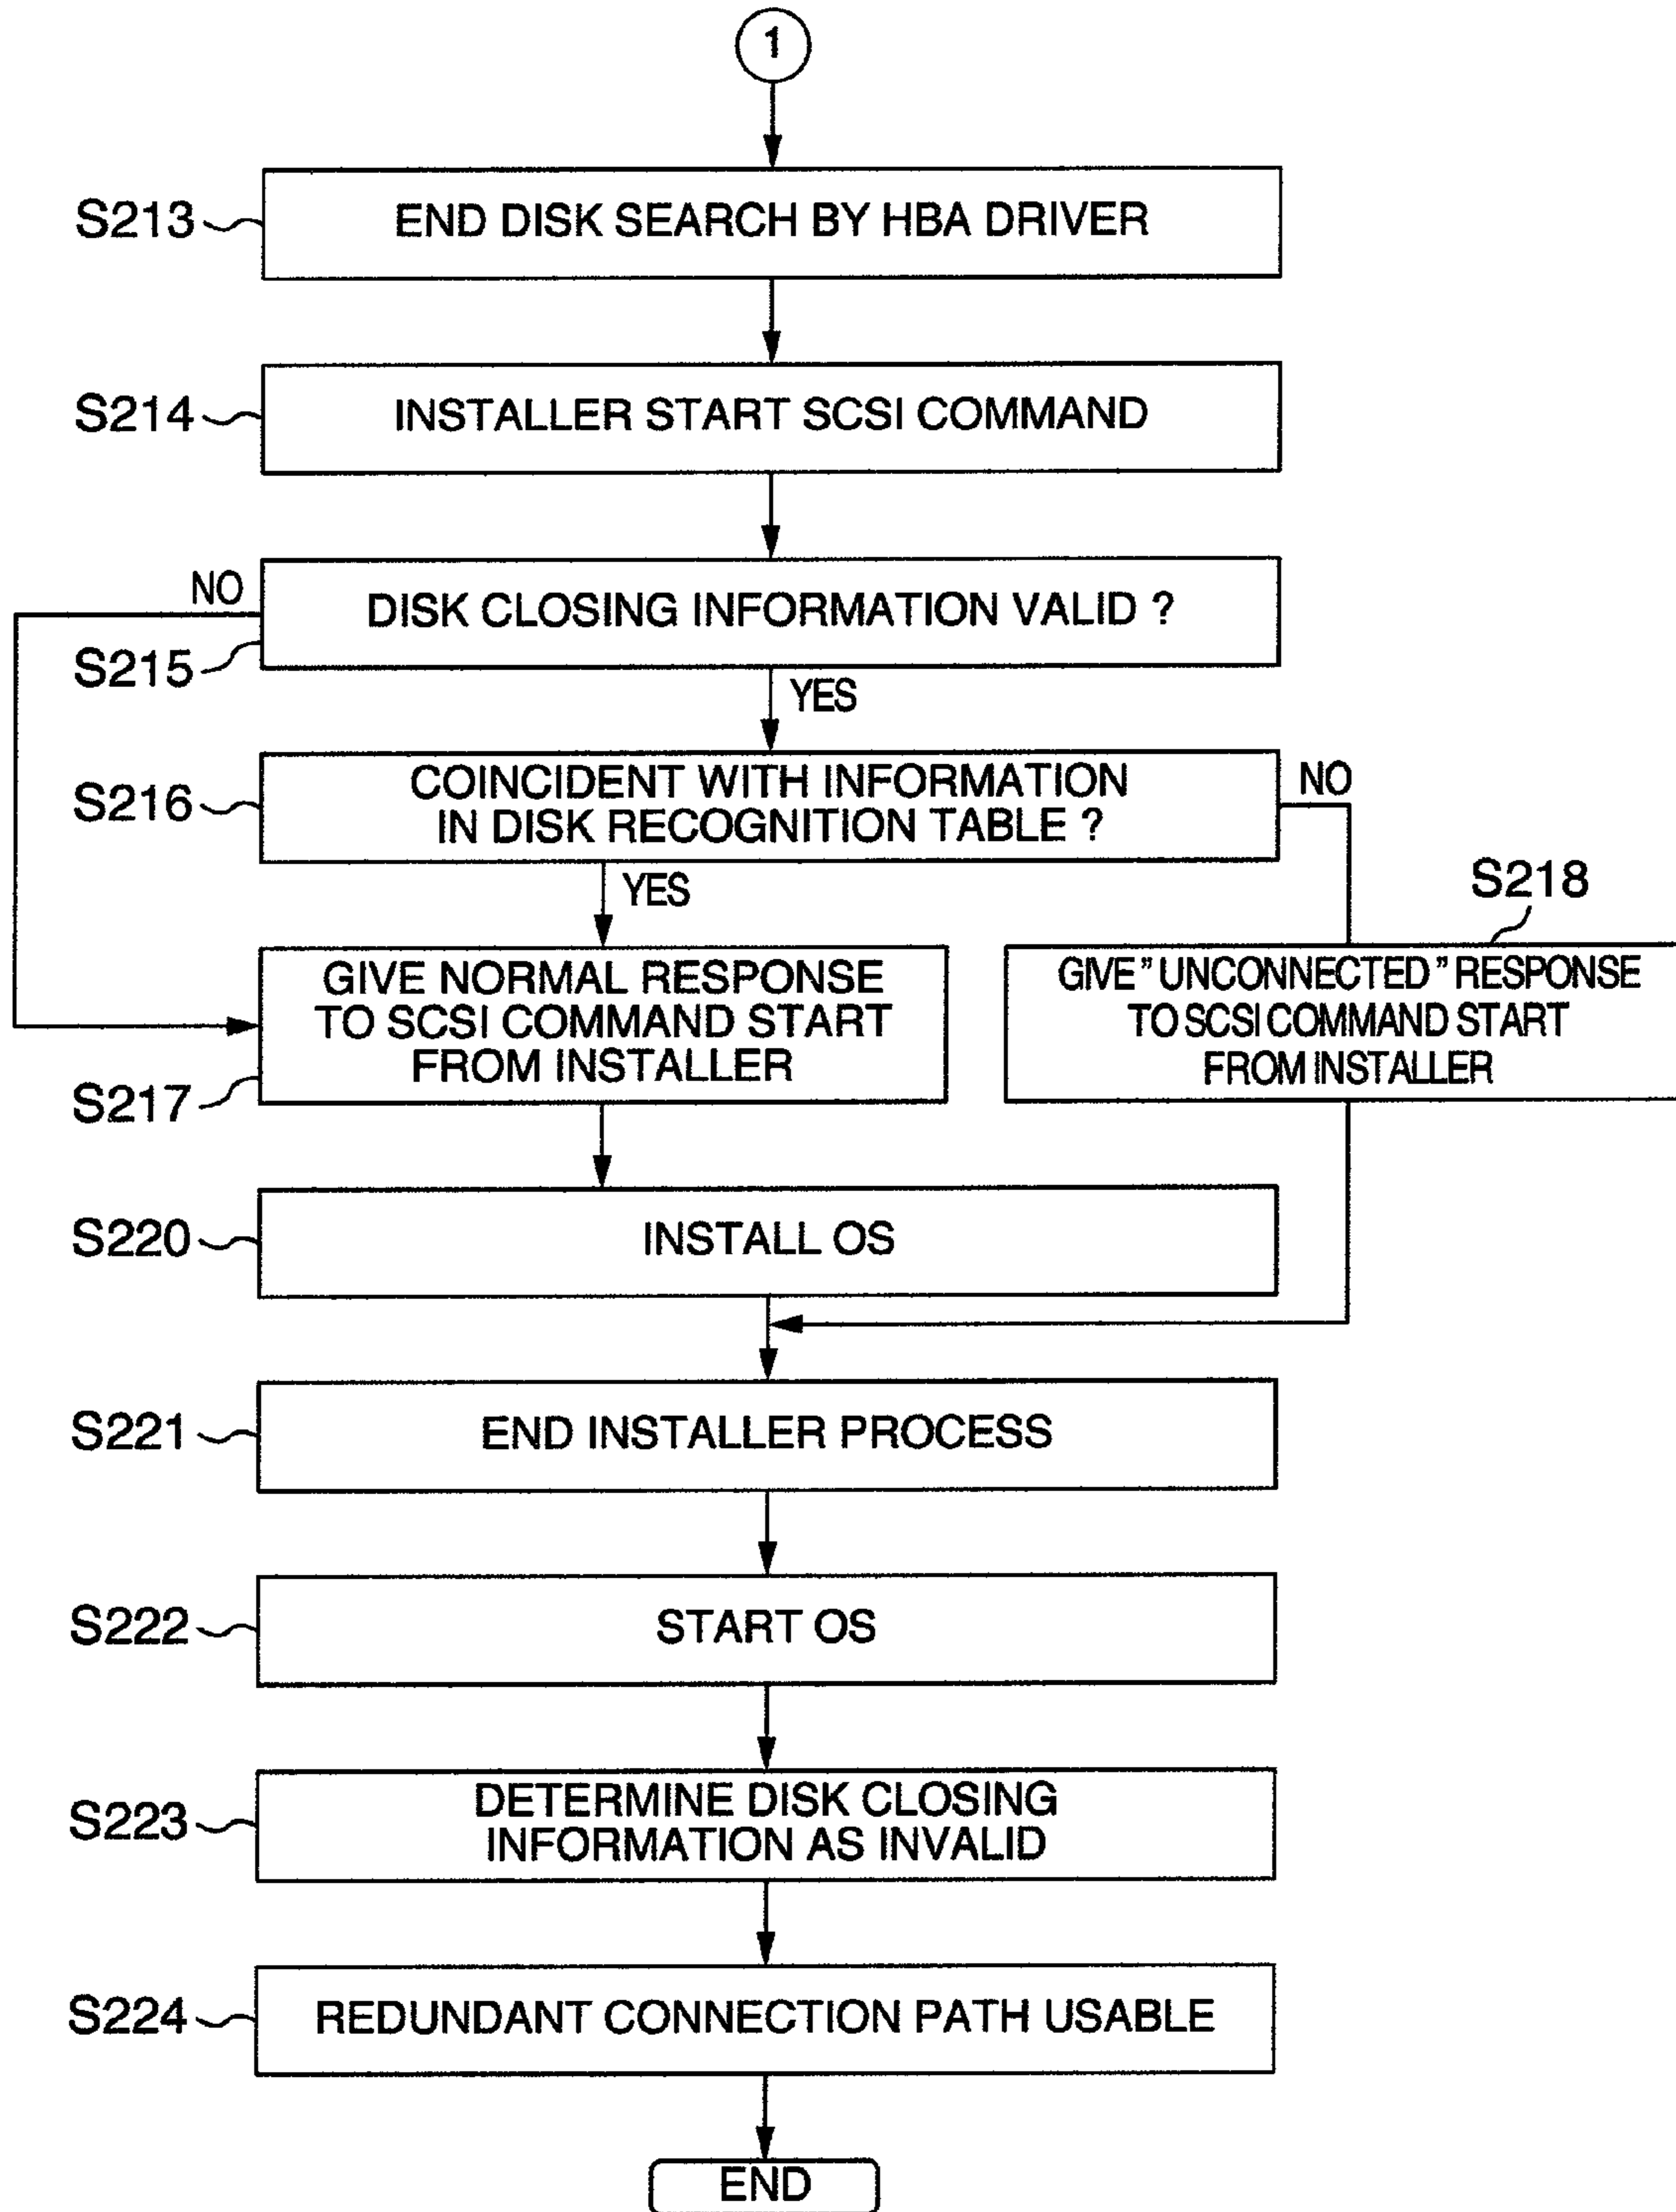 1
S213
END DISK SEARCH BY HBA DRIVER
S214
INSTALLER START SCSI COMMAND
NO
S215
DISK CLOSING INFORMATION VALID ?
YES
S216
COINCIDENT WITH INFORMATION
IN DISK RECOGNITION TABLE ?
NO
YES
S218
GIVE NORMAL RESPONSE
TO SCSI COMMAND START
FROM INSTALLER
S217
GIVE "UNCONNECTED" RESPONSE
TO SCSI COMMAND START
FROM INSTALLER
S220
INSTALL OS
S221
END INSTALLER PROCESS
S222
START OS
S223
DETERMINE DISK CLOSING
INFORMATION AS INVALID
S224
REDUNDANT CONNECTION PATH USABLE
END